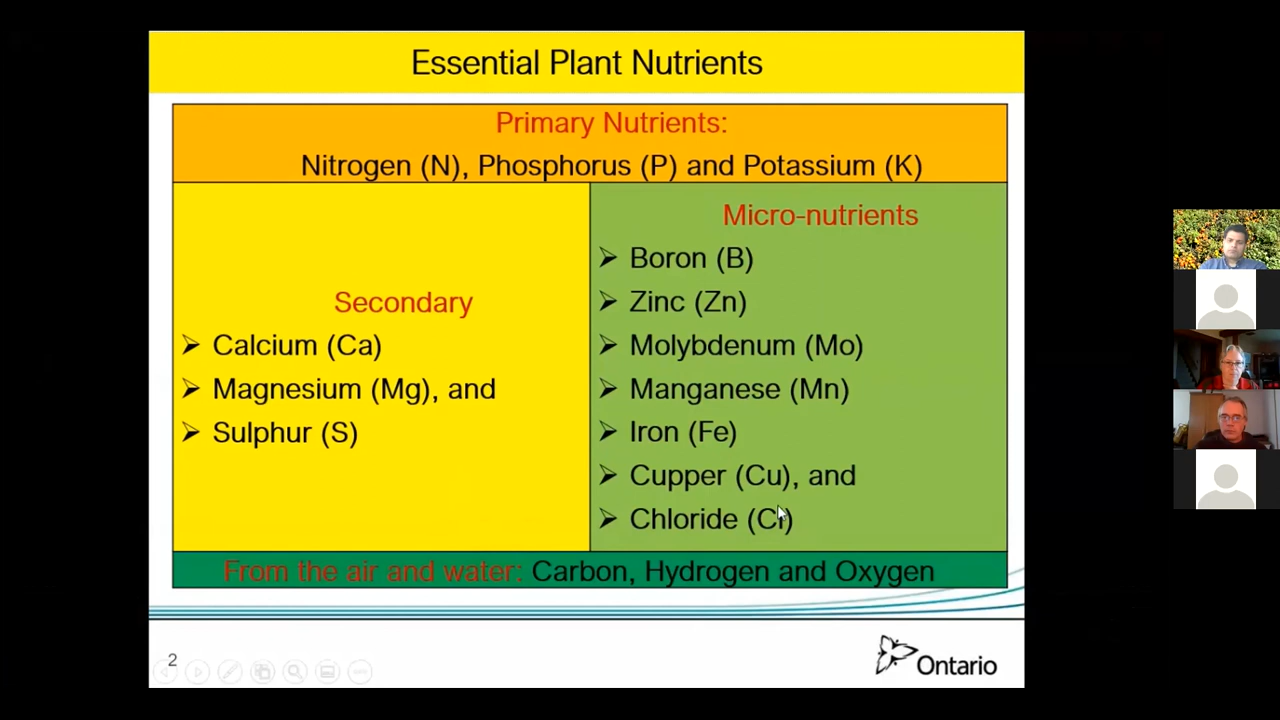 Essential Plant Nutrients
Primary Nutrients:
Nitrogen (N), Phosphorus (P) and Potassium (K)
Secondary
Calcium (Ca)
Magnesium (Mg), and
Sulphur (S)
Micro-nutrients
Boron (B)
Zinc (Zn)
Molybdenum (Mo)
Manganese (Mn)
Iron (Fe)
Cupper (Cu), and
Chloride (Cl)
From the air and water: Carbon, Hydrogen and Oxygen
2
Ontario